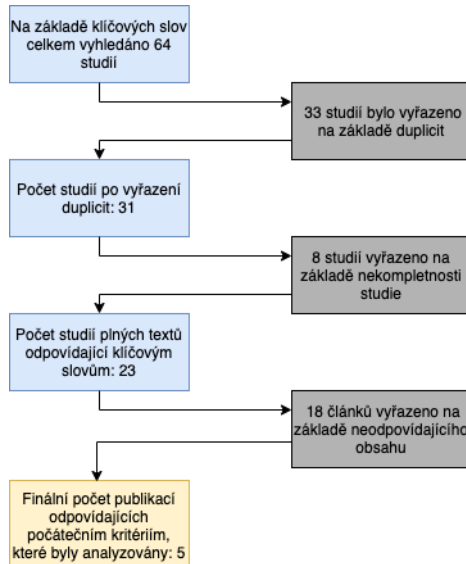 Na základě klíčových slov
celkem vyhledáno 64
studií
33 studií bylo vyřazeno
na základě duplicit
Počet studií po vyřazení
duplicit: 31
8 studií vyřazeno na
základě nekompletnosti
studie
Počet studií plných textů
odpovídající klíčovým
slovům: 23
18 článků vyřazeno na
základě neodpovídajícího
obsahu
Finální počet publikací
odpovídajících
počátečním kritériím,
které byly analyzovány: 5